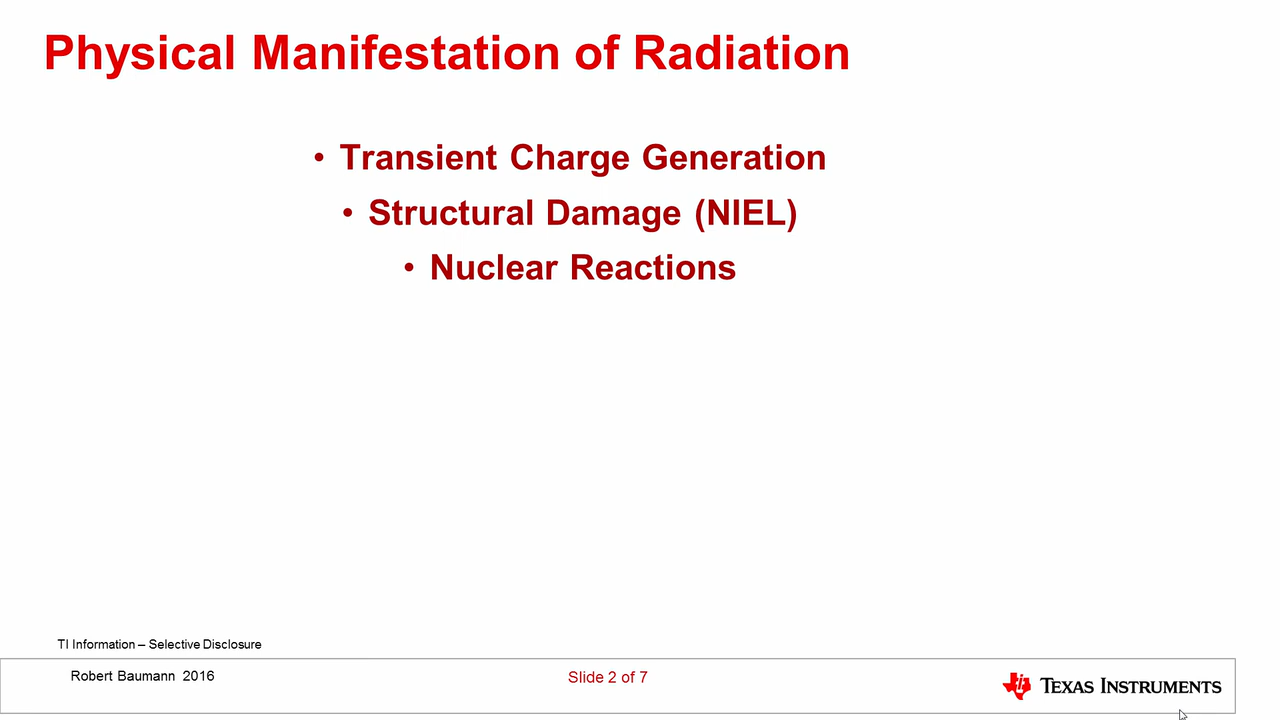 Physical Manifestation of Radiation
• Transient Charge Generation
• Structural Damage (NIEL)
• Nuclear Reactions
TI Information – Selective Disclosure
Robert Baumann 2016
Slide 2 of 7
TEXAS INSTRUMENTS